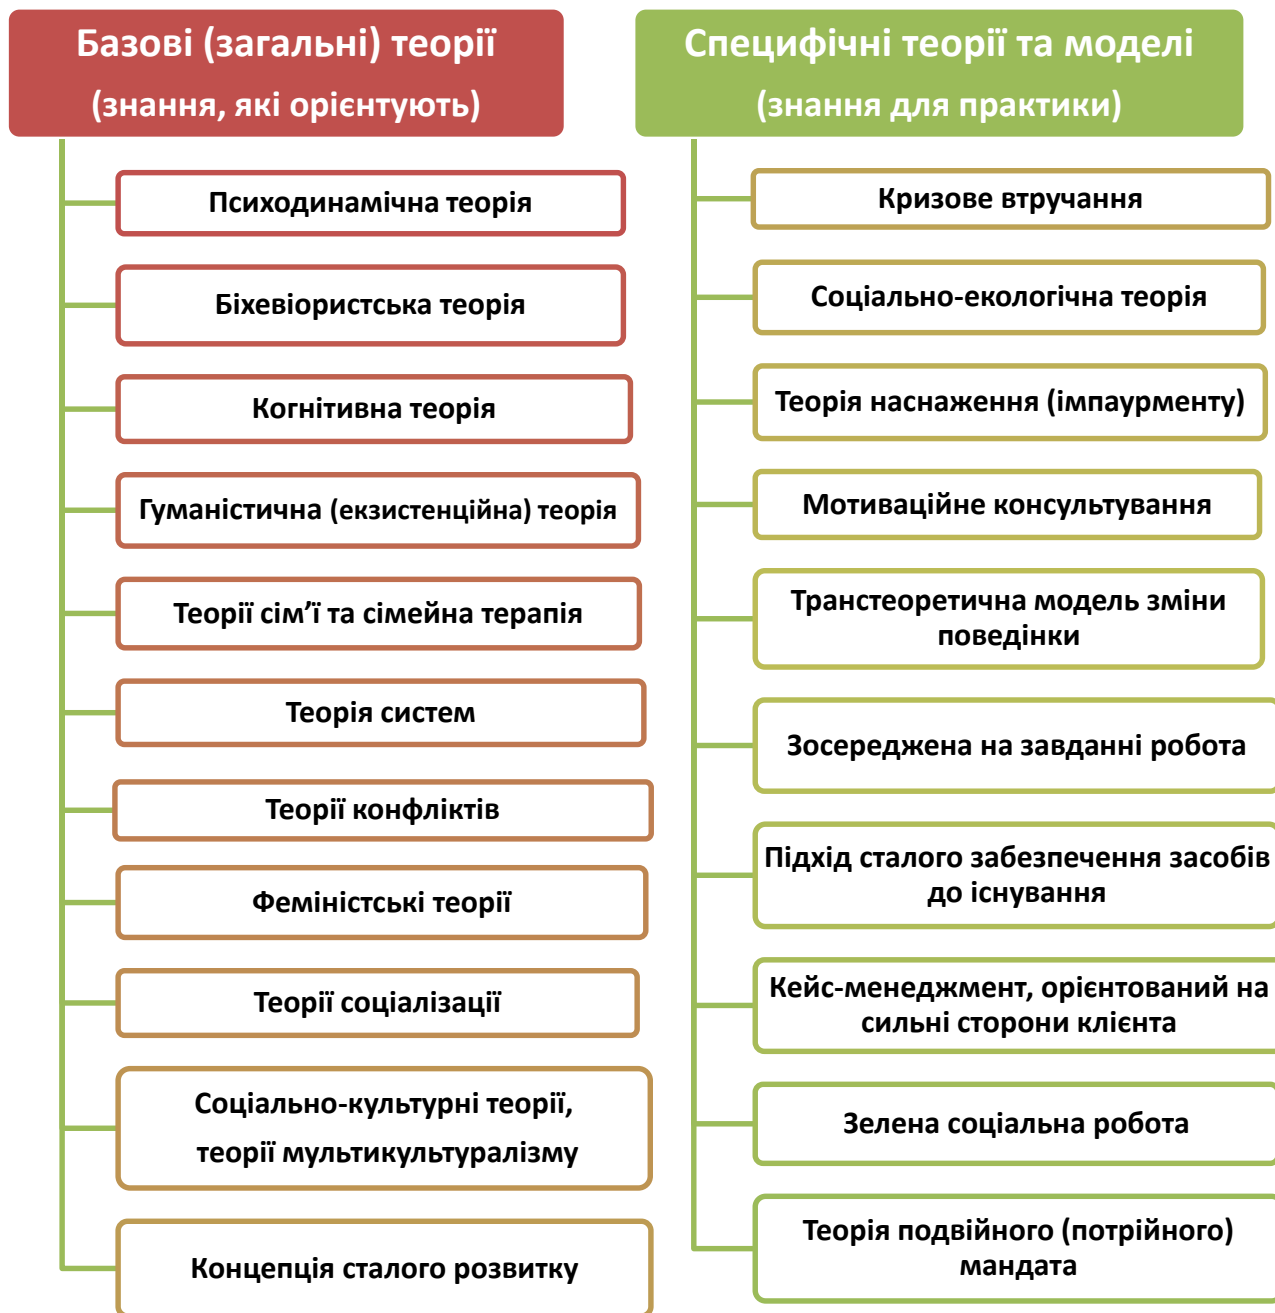 Базові (загальні) теорії
(знання, які орієнтують)
Психодинамічна теорія
Біхевіористська теорія
Когнітивна теорія
Гуманістична (екзистенційна) теорія
Теорії сім’ї та сімейна терапія
Теорія систем
Теорії конфліктів
Феміністські теорії
Теорії соціалізації
Соціально-культурні теорії,
теорії мультикультуралізму
Концепція сталого розвитку
Специфічні теорії та моделі
(знання для практики)
Кризове втручання
Соціально-екологічна теорія
Теорія наснаження (імпаурменту)
Мотиваційне консультування
Транстеоретична модель зміни
поведінки
Зосереджена на завданні робота
Підхід сталого забезпечення засобів
до існування
Кейс-менеджмент, орієнтований на
сильні сторони клієнта
Зелена соціальна робота
Теорія подвійного (потрійного)
мандата